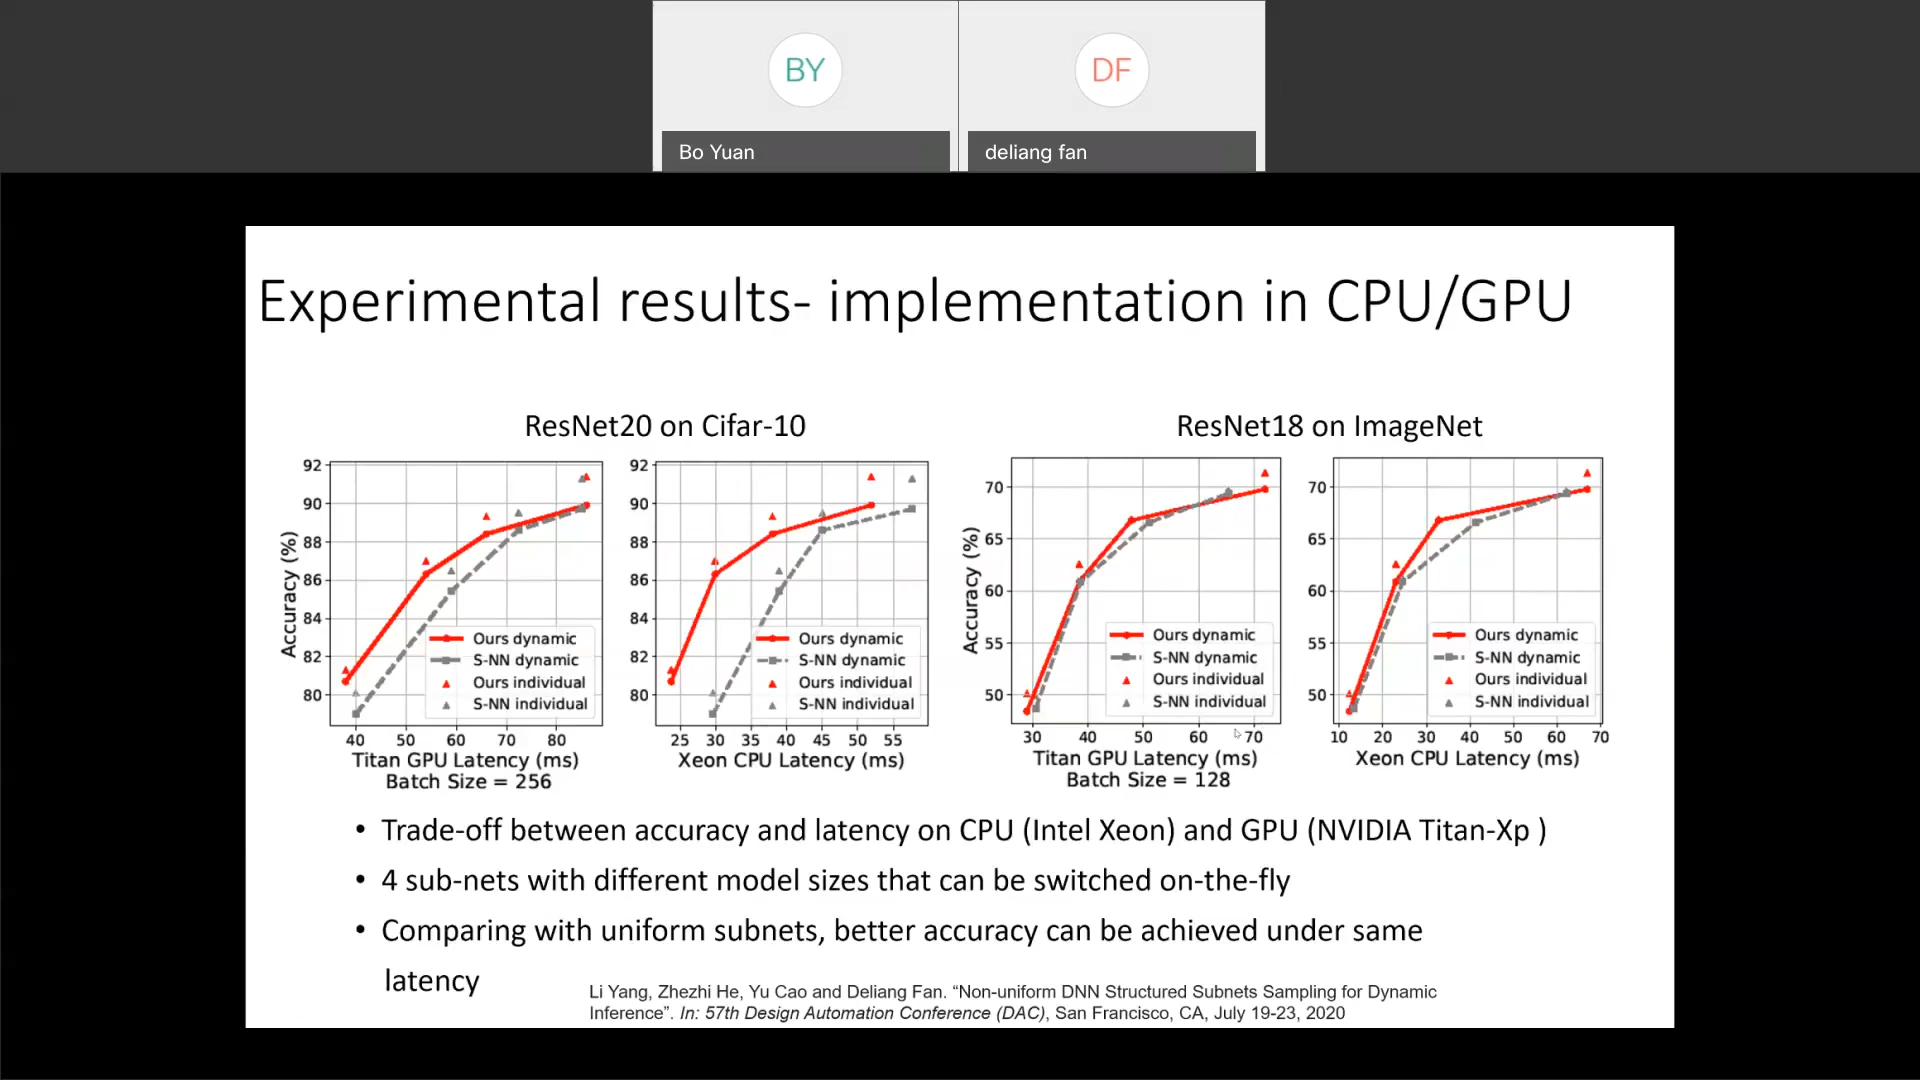 BY
DF
Bo Yuan
deliang fan
Experimental results- implementation in CPU/GPU
ResNet20 on Cifar-10
ResNet18 on ImageNet
Accuracy (%)
92
90
88
86
84
82
80
Ours dynamic
S-NN dynamic
Ours individual
S-NN individual
40 50 60 70 80
Titan GPU Latency (ms)
Batch Size = 256
92
90
88
86
84
82
80
Ours dynamic
S-NN dynamic
Ours individual
S-NN individual
25 30 35 40 45 50 55
Xeon CPU Latency (ms)
Accuracy (%)
70
65
60
55
50
Ours dynamic
S-NN dynamic
Ours individual
S-NN individual
30 40 50 60 70
Titan GPU Latency (ms)
Batch Size = 128
70
65
60
55
50
Ours dynamic
S-NN dynamic
Ours individual
S-NN individual
10 20 30 40 50 60 70
Xeon CPU Latency (ms)
• Trade-off between accuracy and latency on CPU (Intel Xeon) and GPU (NVIDIA Titan-Xp )
• 4 sub-nets with different model sizes that can be switched on-the-fly
• Comparing with uniform subnets, better accuracy can be achieved under same
latency
Li Yang, Zhezhi He, Yu Cao and Deliang Fan. “Non-uniform DNN Structured Subnets Sampling for Dynamic
Inference”. In: 57th Design Automation Conference (DAC), San Francisco, CA, July 19-23, 2020